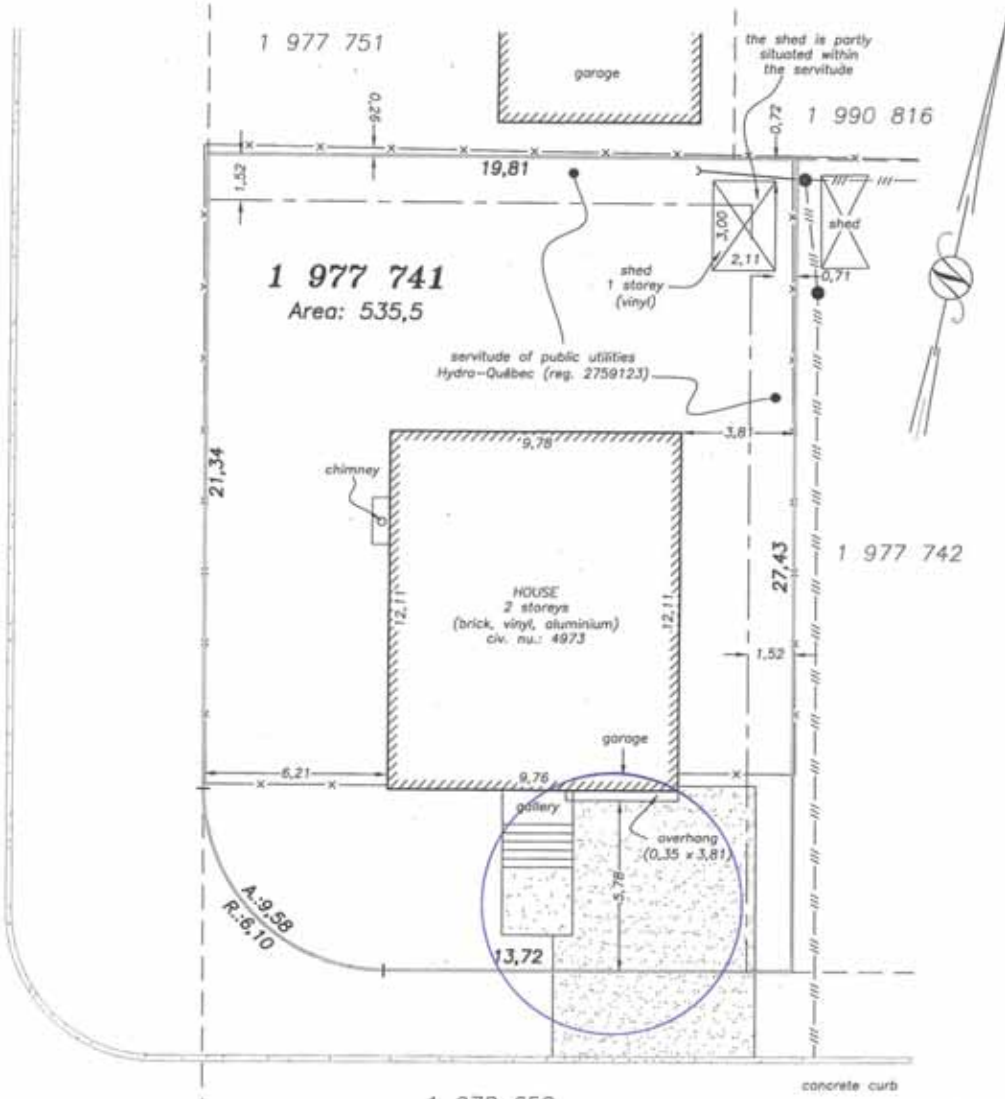 1 977 751
garage
the shed is partly
situated within
the servitude
0,26
0,72
1 990 816
1,52
19,81
3,00
shed
2,11
0,71
1 977 741
Area: 535,5
shed
1 storey
(vinyl)
N
servitude of public utilities
Hydro-Québec (reg. 2759123)
9,78
3,81
21,34
chimney
27,43
1 977 742
12,11
HOUSE
2 storeys
(brick, vinyl, aluminium)
civ. nu.: 4973
12,11
1,52
garage
6,21
9,76
gallery
overhang
(0,35 x 3,81)
5,78
A.:9,58
R.:6,10
13,72
concrete curb